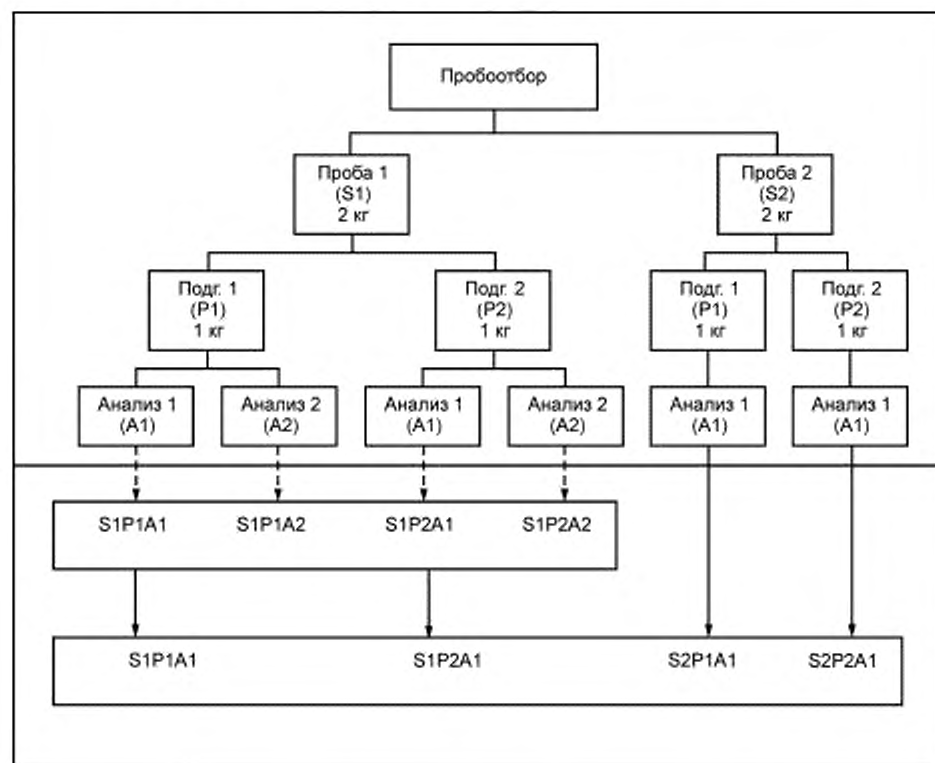 Пробоотбор
Проба 1
(S1)
2 кг
Проба 2
(S2)
2 кг
Подг. 1
(P1)
1 кг
Подг. 2
(P2)
1 кг
Подг. 1
(P1)
1 кг
Подг. 2
(P2)
1 кг
Анализ 1
(A1)
Анализ 2
(A2)
Анализ 1
(A1)
Анализ 2
(A2)
Анализ 1
(A1)
Анализ 1
(A1)
S1P1A1 S1P1A2 S1P2A1 S1P2A2
S1P1A1 S1P2A1 S2P1A1 S2P2A1